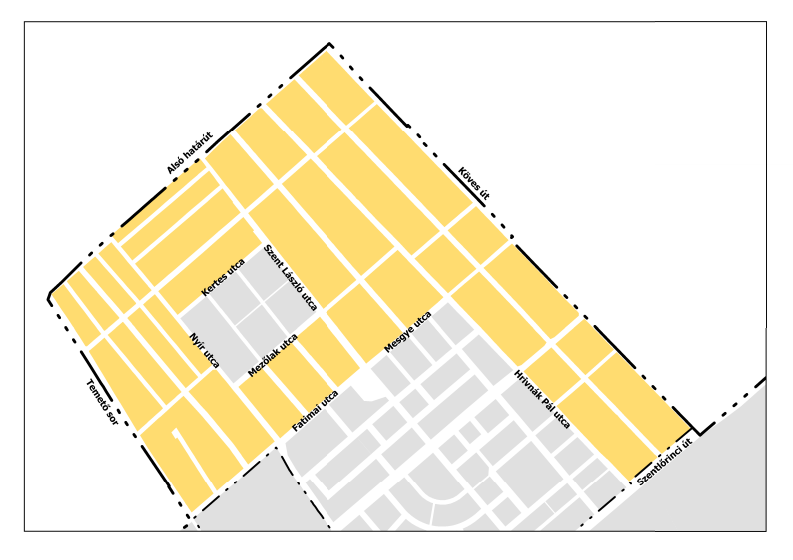 Alsó határút
Köves út
Szent László utca
Kertes utca
Nyír utca
Mezőlak utca
Mesgye utca
Fatimai utca
Temető sor
Hrivnák Pál utca
Szentlőrinci út